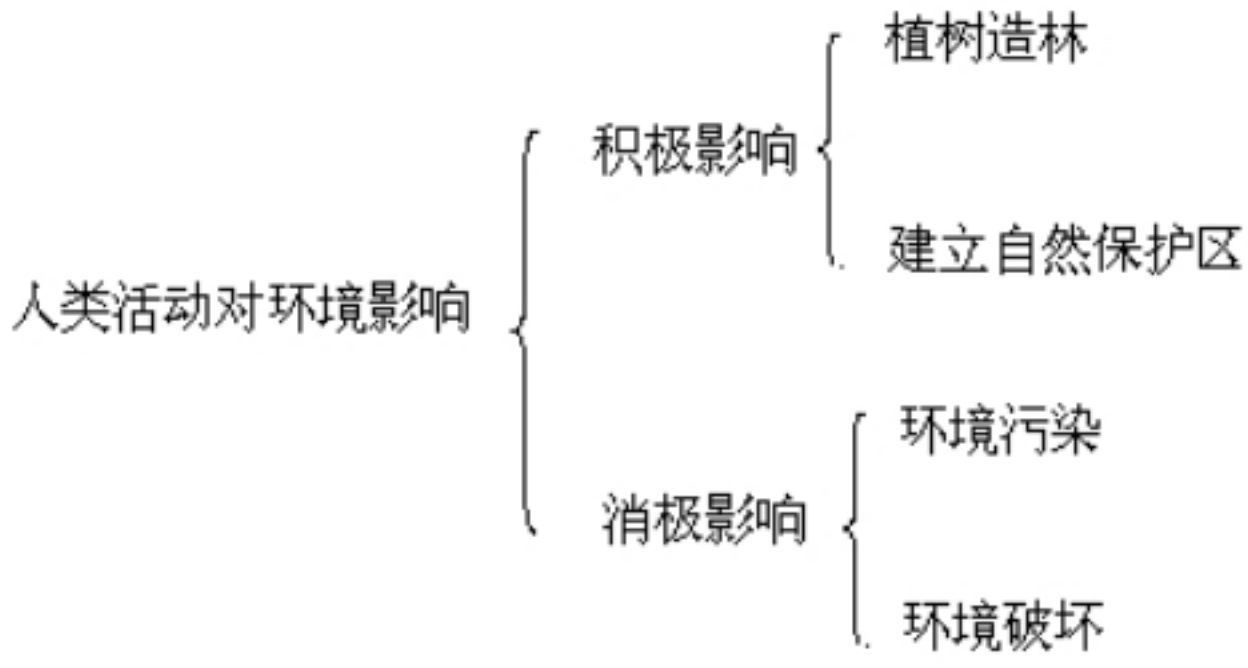 植树造林
积极影响
建立自然保护区
人类活动对环境影响
环境污染
消极影响
环境破坏